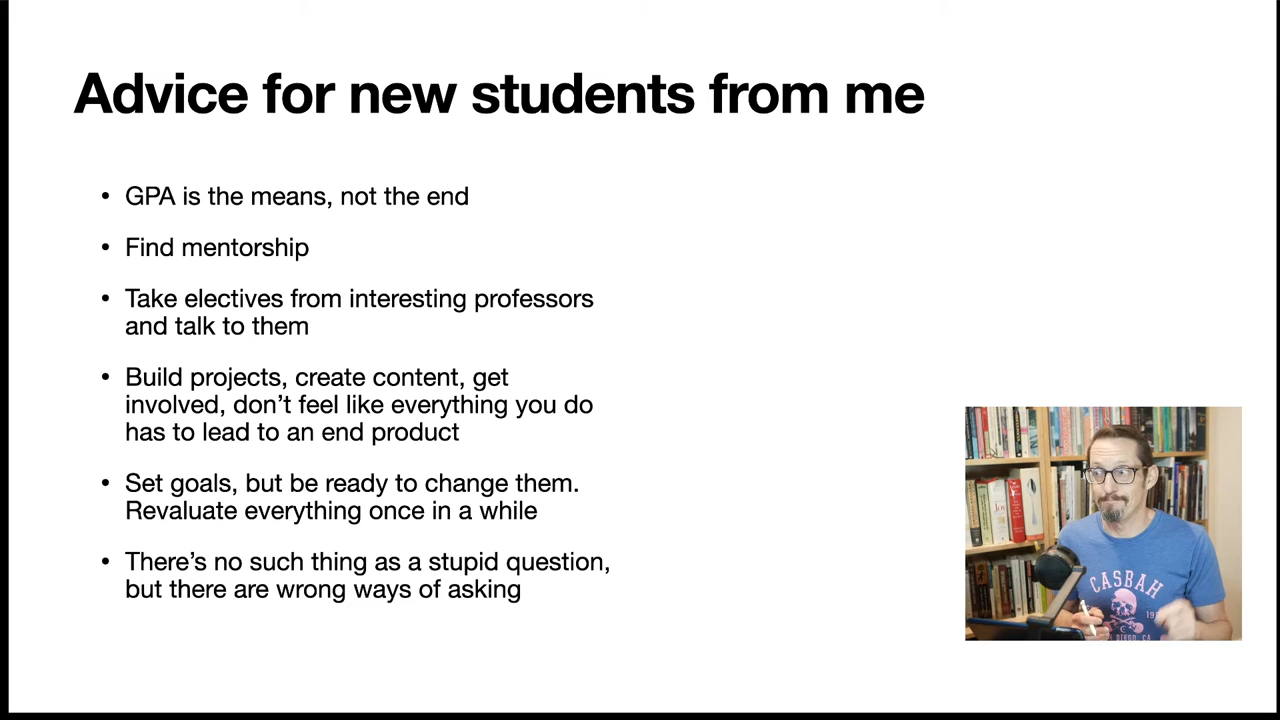 Advice for new students from me
• GPA is the means, not the end
• Find mentorship
• Take electives from interesting professors
and talk to them
• Build projects, create content, get
involved, don’t feel like everything you do
has to lead to an end product
• Set goals, but be ready to change them.
Revaluate everything once in a while
• There’s no such thing as a stupid question,
but there are wrong ways of asking
CASBAH